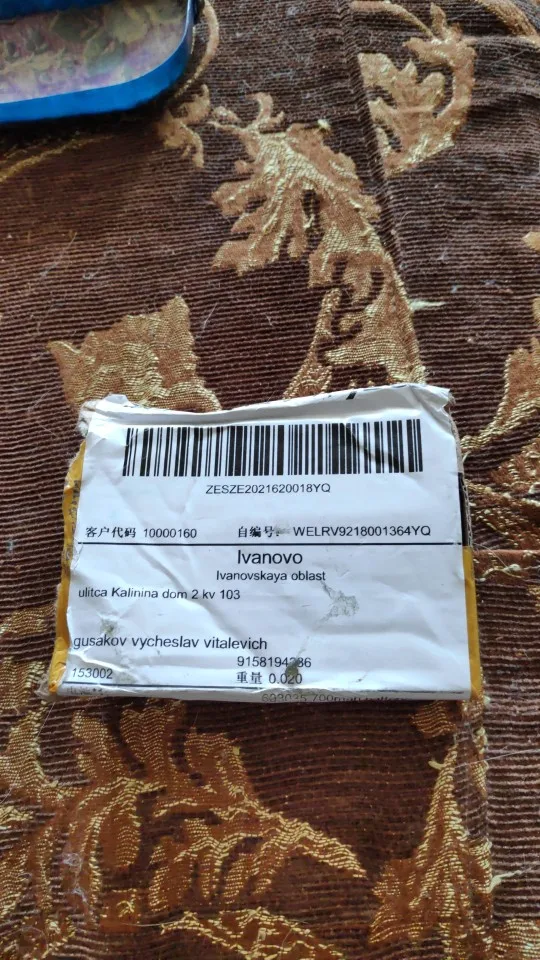 ZESZE2021620018YQ
客户代码 10000160 自编号: WELRV9218001364YQ
Ivanovo
Ivanovskaya oblast
ulitca Kalinina dom 2 kv 103
gusakov vycheslav vitalevich
153002
重量 0.020